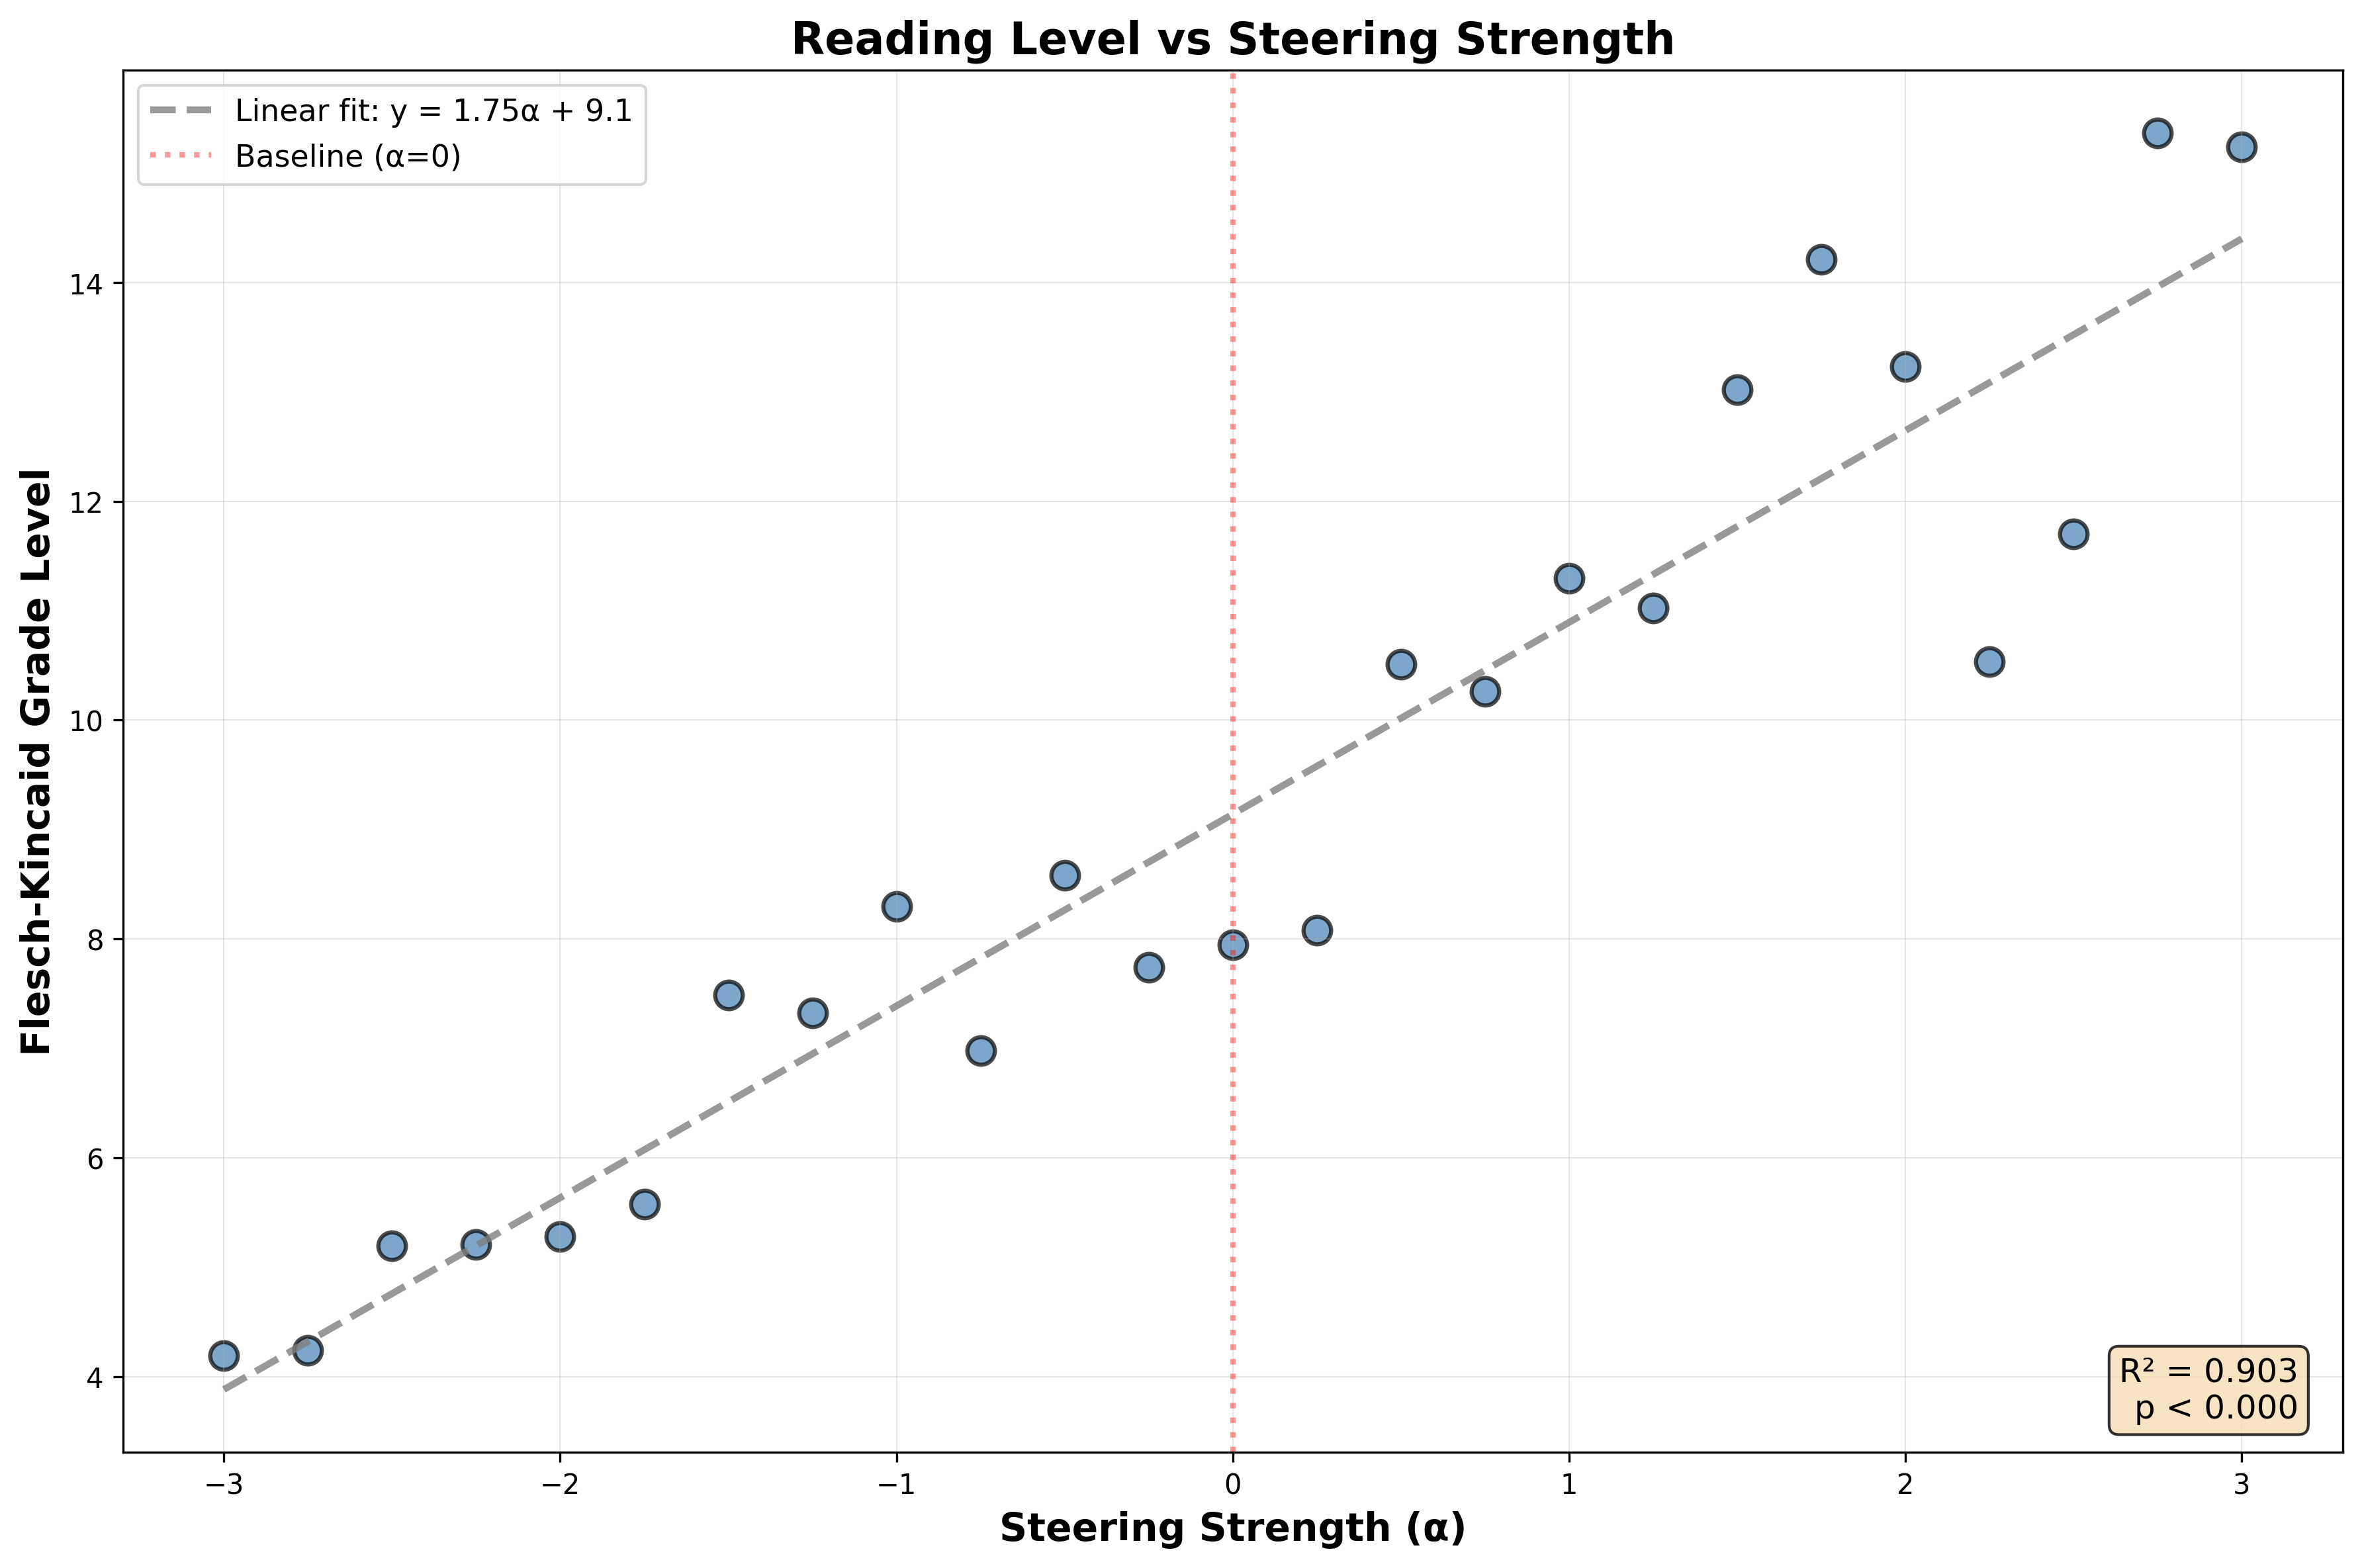 Reading Level vs Steering Strength
Linear fit: y = 1.75α + 9.1
Baseline (α=0)
Flesch-Kincaid Grade Level
14
12
10
8
6
4
R² = 0.903
p < 0.000
−3
−2
−1
0
1
2
3
Steering Strength (α)